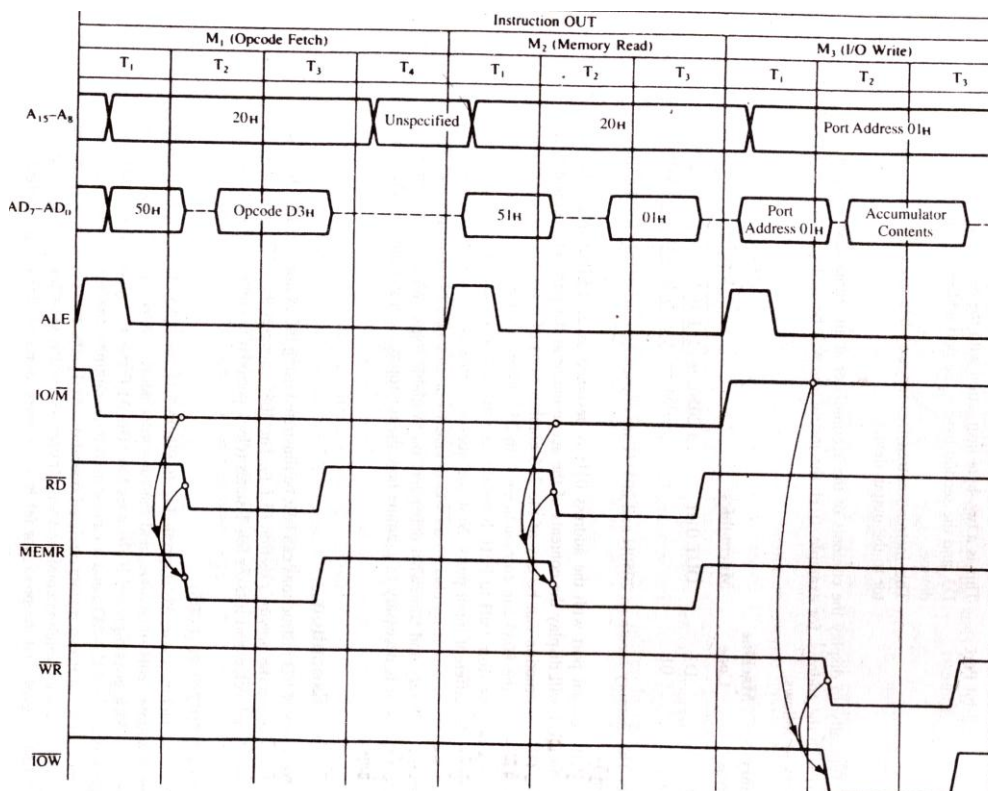 Instruction OUT
M₁ (Opcode Fetch) M₂ (Memory Read) M₃ (I/O Write)
T₁ T₂ T₃ T₄ T₁ T₂ T₃ T₁ T₂ T₃
A₁₅–A₈ 20H Unspecified 20H Port Address 01H
AD₇–AD₀ 50H Opcode D3H 51H 01H Port Address 01H Accumulator Contents
ALE
IO/M̅
R̅D̅
M̅E̅M̅R̅
W̅R̅
I̅O̅W̅